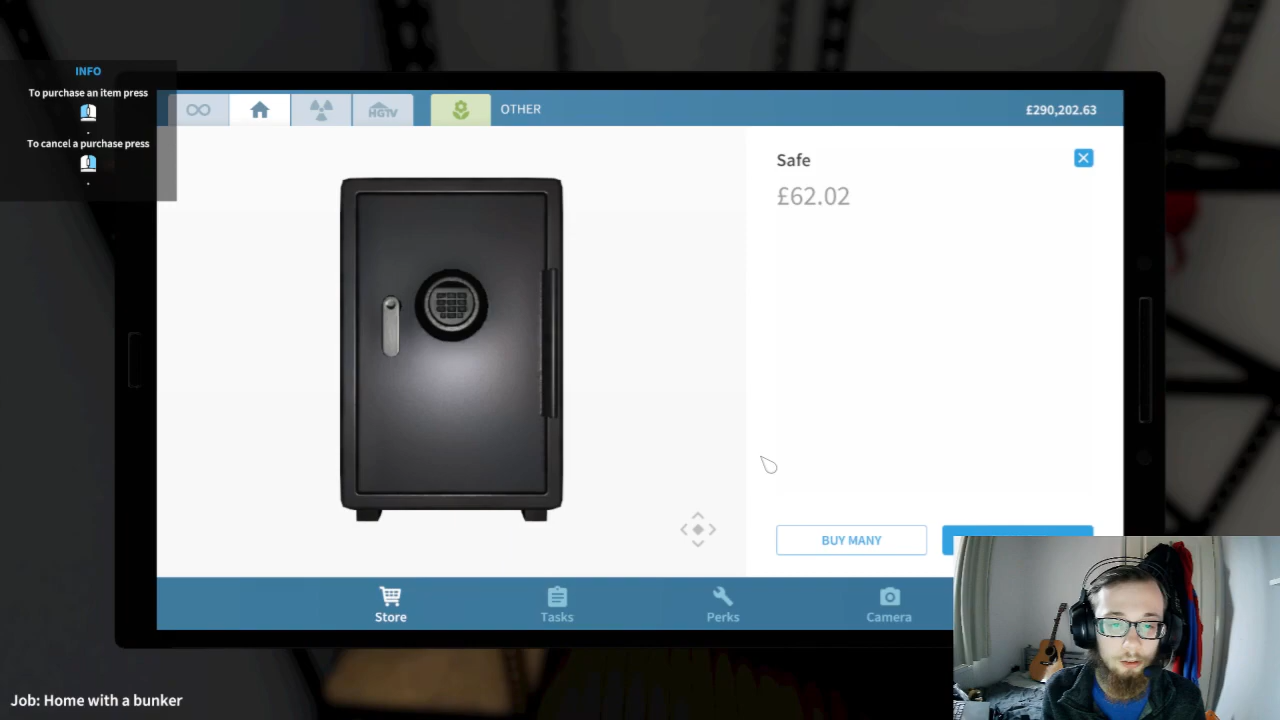 INFO
To purchase an item press
.
To cancel a purchase press
.
HGTV
OTHER
£290,202.63
Safe
£62.02
BUY MANY
Store
Tasks
Perks
Camera
Job: Home with a bunker